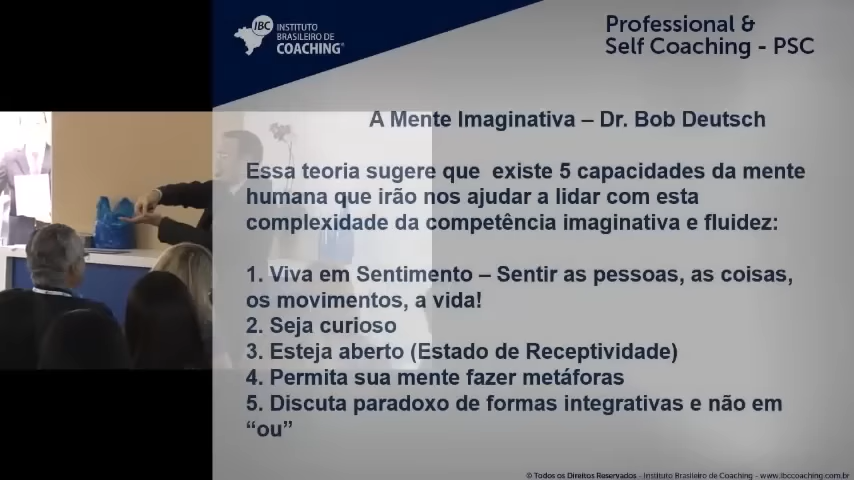 IBC
INSTITUTO
BRASILEIRO DE
COACHING
Professional &
Self Coaching - PSC
A Mente Imaginativa – Dr. Bob Deutsch
Essa teoria sugere que existe 5 capacidades da mente
humana que irão nos ajudar a lidar com esta
complexidade da competência imaginativa e fluidez:
1. Viva em Sentimento – Sentir as pessoas, as coisas,
os movimentos, a vida!
2. Seja curioso
3. Esteja aberto (Estado de Receptividade)
4. Permita sua mente fazer metáforas
5. Discuta paradoxo de formas integrativas e não em
“ou”
© Todos os Direitos Reservados - Instituto Brasileiro de Coaching - www.ibccoaching.com.br